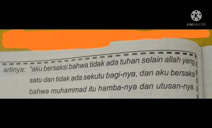 KINEMASTER
artinya: "aku bersaksi bahwa tidak ada tuhan selain allah yang
satu dan tidak ada sekutu bagi-nya, dan aku bersaksi
bahwa muhammad itu hamba-nya dan utusan-nya.